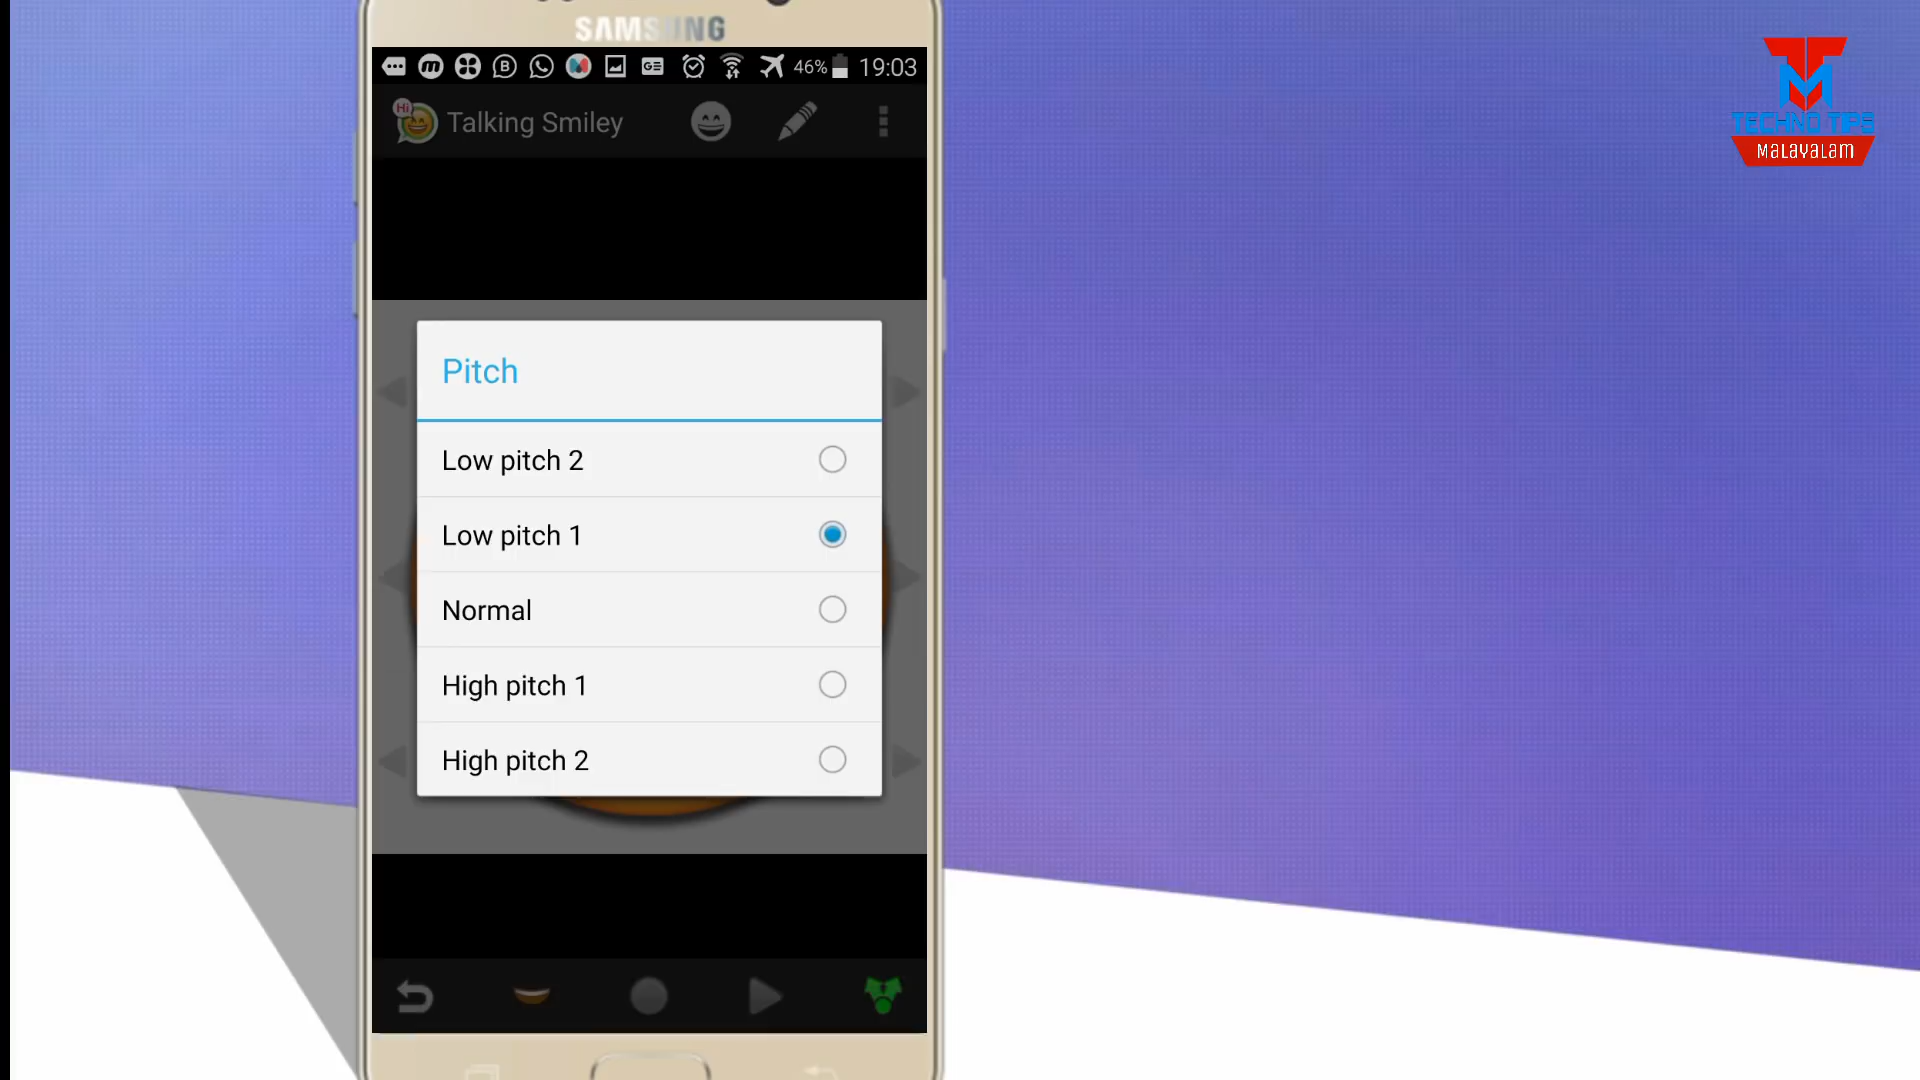 SAMSUNG
46% 19:03
Hi
Talking Smiley
TECHNO TIPS
Malayalam
Pitch
Low pitch 2
Low pitch 1
Normal
High pitch 1
High pitch 2